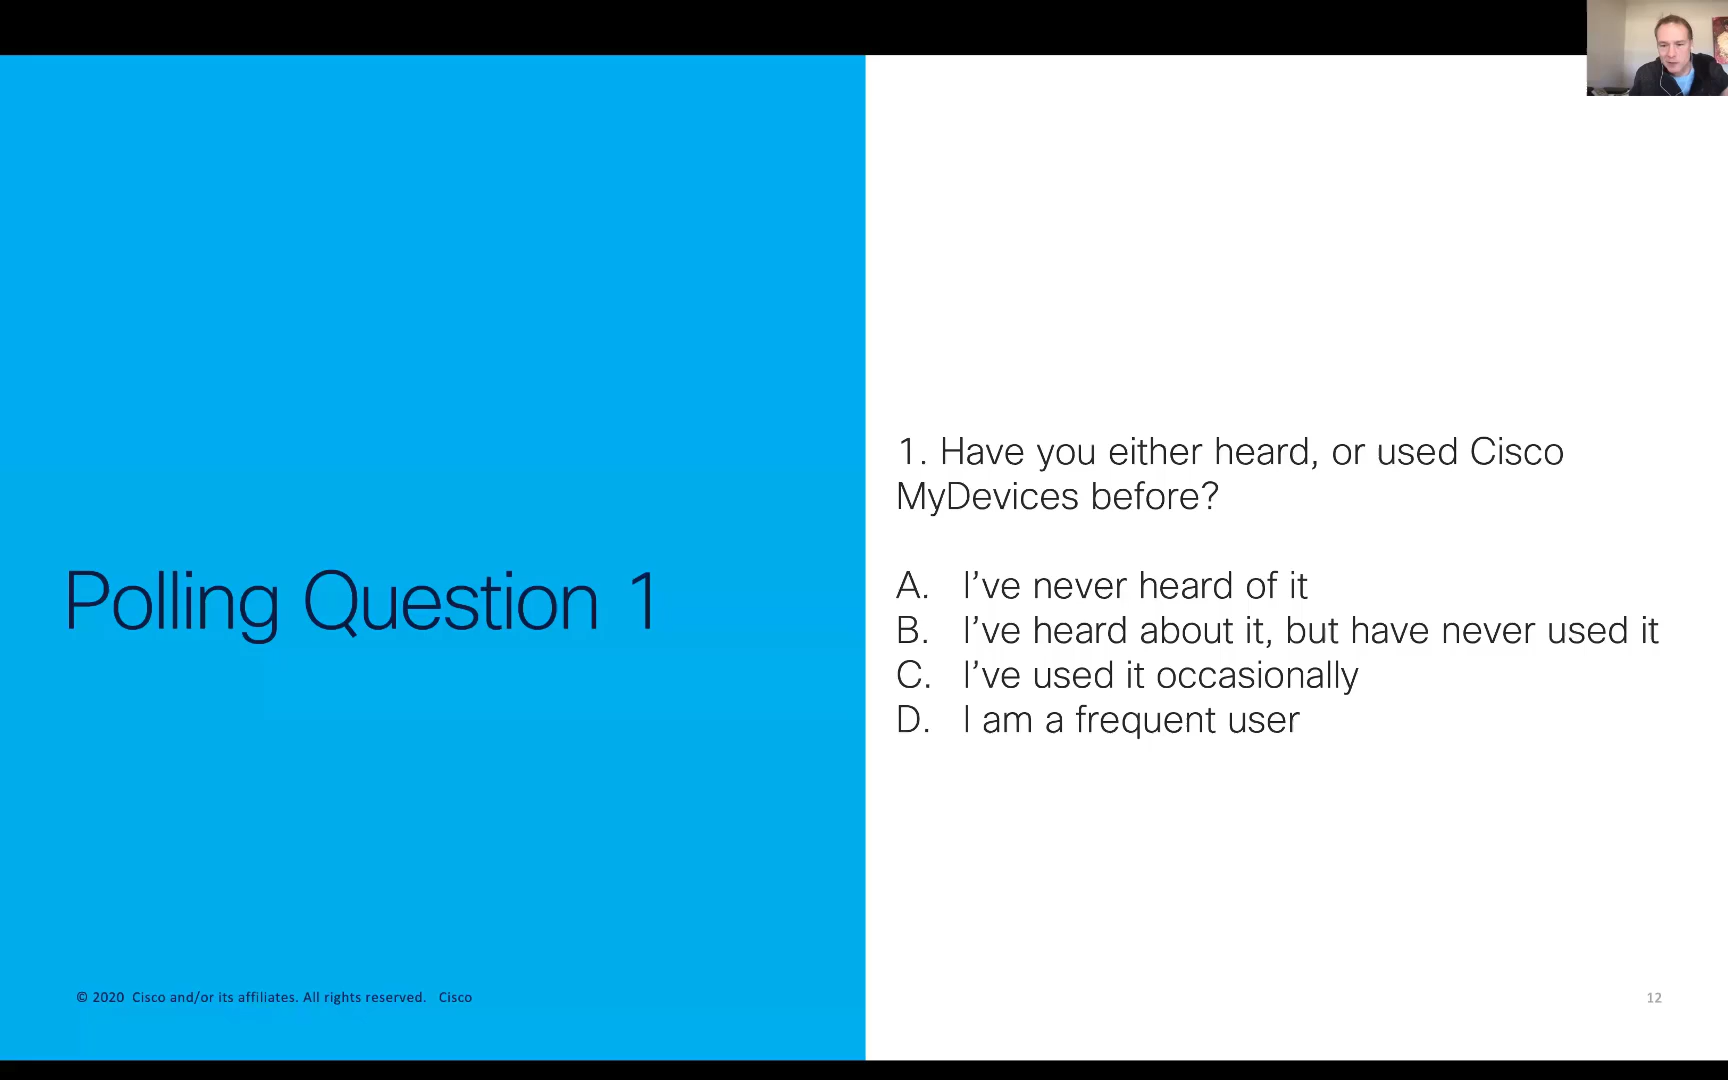 Polling Question 1
1. Have you either heard, or used Cisco
MyDevices before?
A. I’ve never heard of it
B. I’ve heard about it, but have never used it
C. I’ve used it occasionally
D. I am a frequent user
© 2020 Cisco and/or its affiliates. All rights reserved. Cisco
12